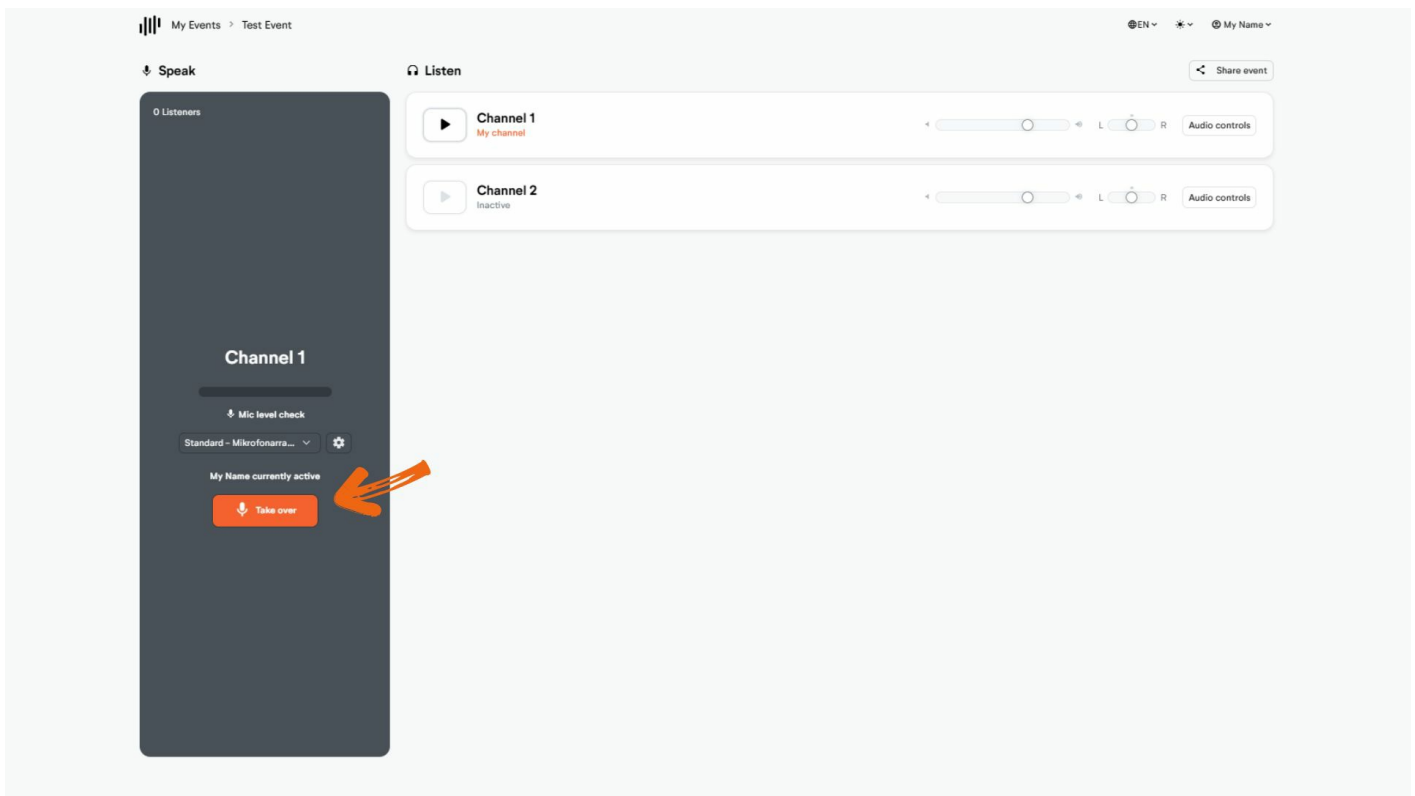 My Events > Test Event
EN
My Name
Speak
Listen
Share event
0 Listeners
Channel 1
My channel
L R
Audio controls
Channel 2
Inactive
L R
Audio controls
Channel 1
Mic level check
Standard – Mikrofonarra...
My Name currently active
Take over